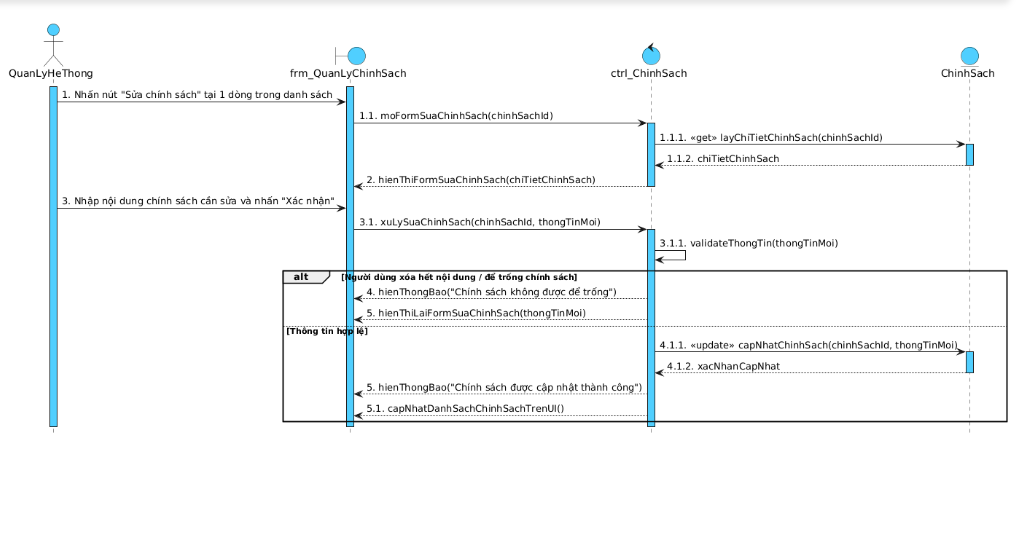 QuanLyHeThong
frm_QuanLyChinhSach
ctrl_ChinhSach
ChinhSach
1. Nhấn nút "Sửa chính sách" tại 1 dòng trong danh sách
1.1. moFormSuaChinhSach(chinhSachId)
1.1.1. «get» layChiTietChinhSach(chinhSachId)
1.1.2. chiTietChinhSach
2. hienThiFormSuaChinhSach(chiTietChinhSach)
3. Nhập nội dung chính sách cần sửa và nhấn "Xác nhận"
3.1. xuLySuaChinhSach(chinhSachId, thongTinMoi)
3.1.1. validateThongTin(thongTinMoi)
alt [Người dùng xóa hết nội dung / để trống chính sách]
4. hienThongBao("Chính sách không được để trống")
5. hienThiLaiFormSuaChinhSach(thongTinMoi)
[Thông tin hợp lệ]
4.1.1. «update» capNhatChinhSach(chinhSachId, thongTinMoi)
4.1.2. xacNhanCapNhat
5. hienThongBao("Chính sách được cập nhật thành công")
5.1. capNhatDanhSachChinhSachTrenUI()